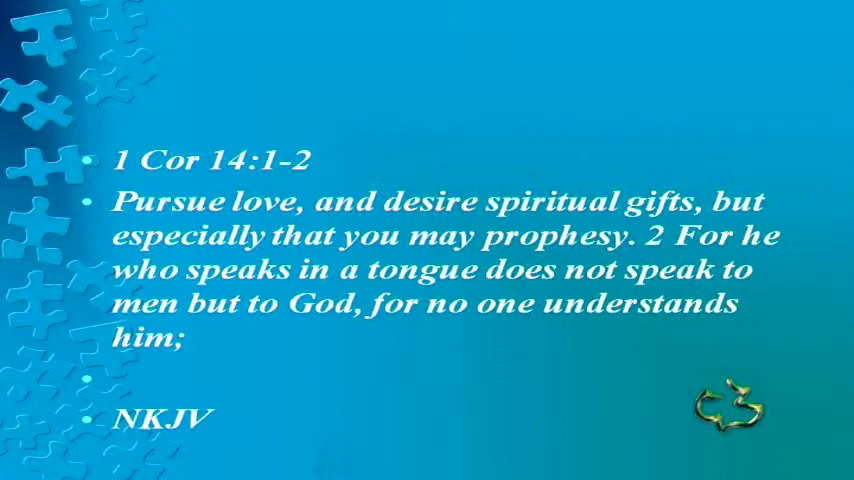 1 Cor 14:1-2
Pursue love, and desire spiritual gifts, but
especially that you may prophesy. 2 For he
who speaks in a tongue does not speak to
men but to God, for no one understands
him;
NKJV